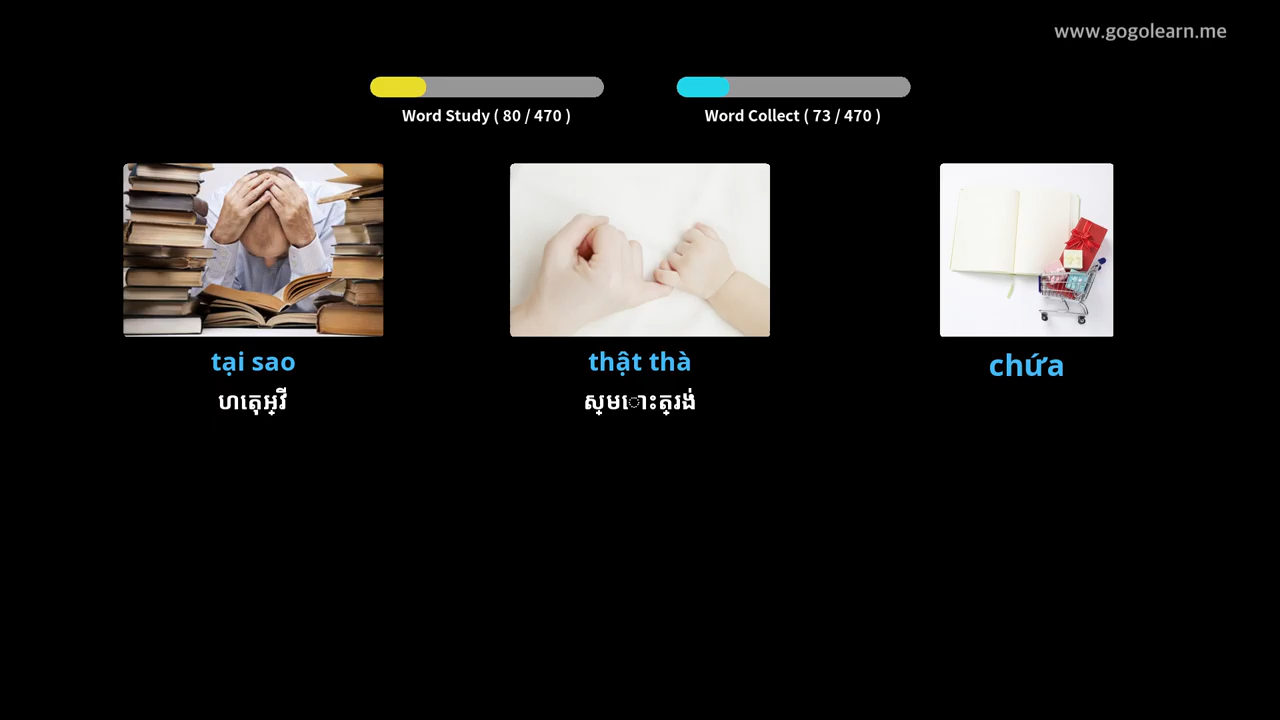 www.gogolearn.me
Word Study ( 80 / 470 )
Word Collect ( 73 / 470 )
tại sao
ហតេុអ្វី
thật thà
ស្មោះត្រង់
chứa